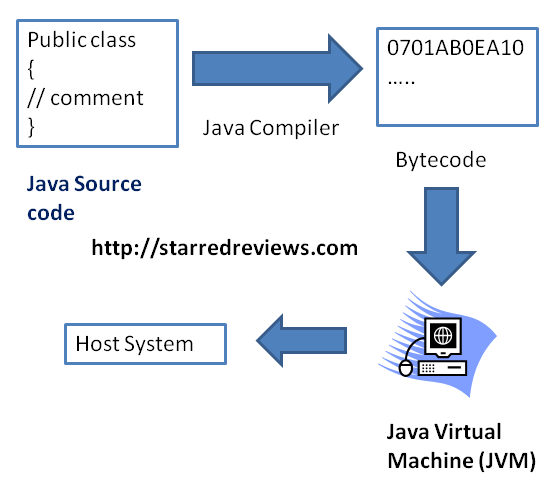 Public class
{
// comment
}
Java Compiler
0701AB0EA10
.....
Bytecode
Java Source
code
http://starredreviews.com
Host System
Java Virtual
Machine (JVM)